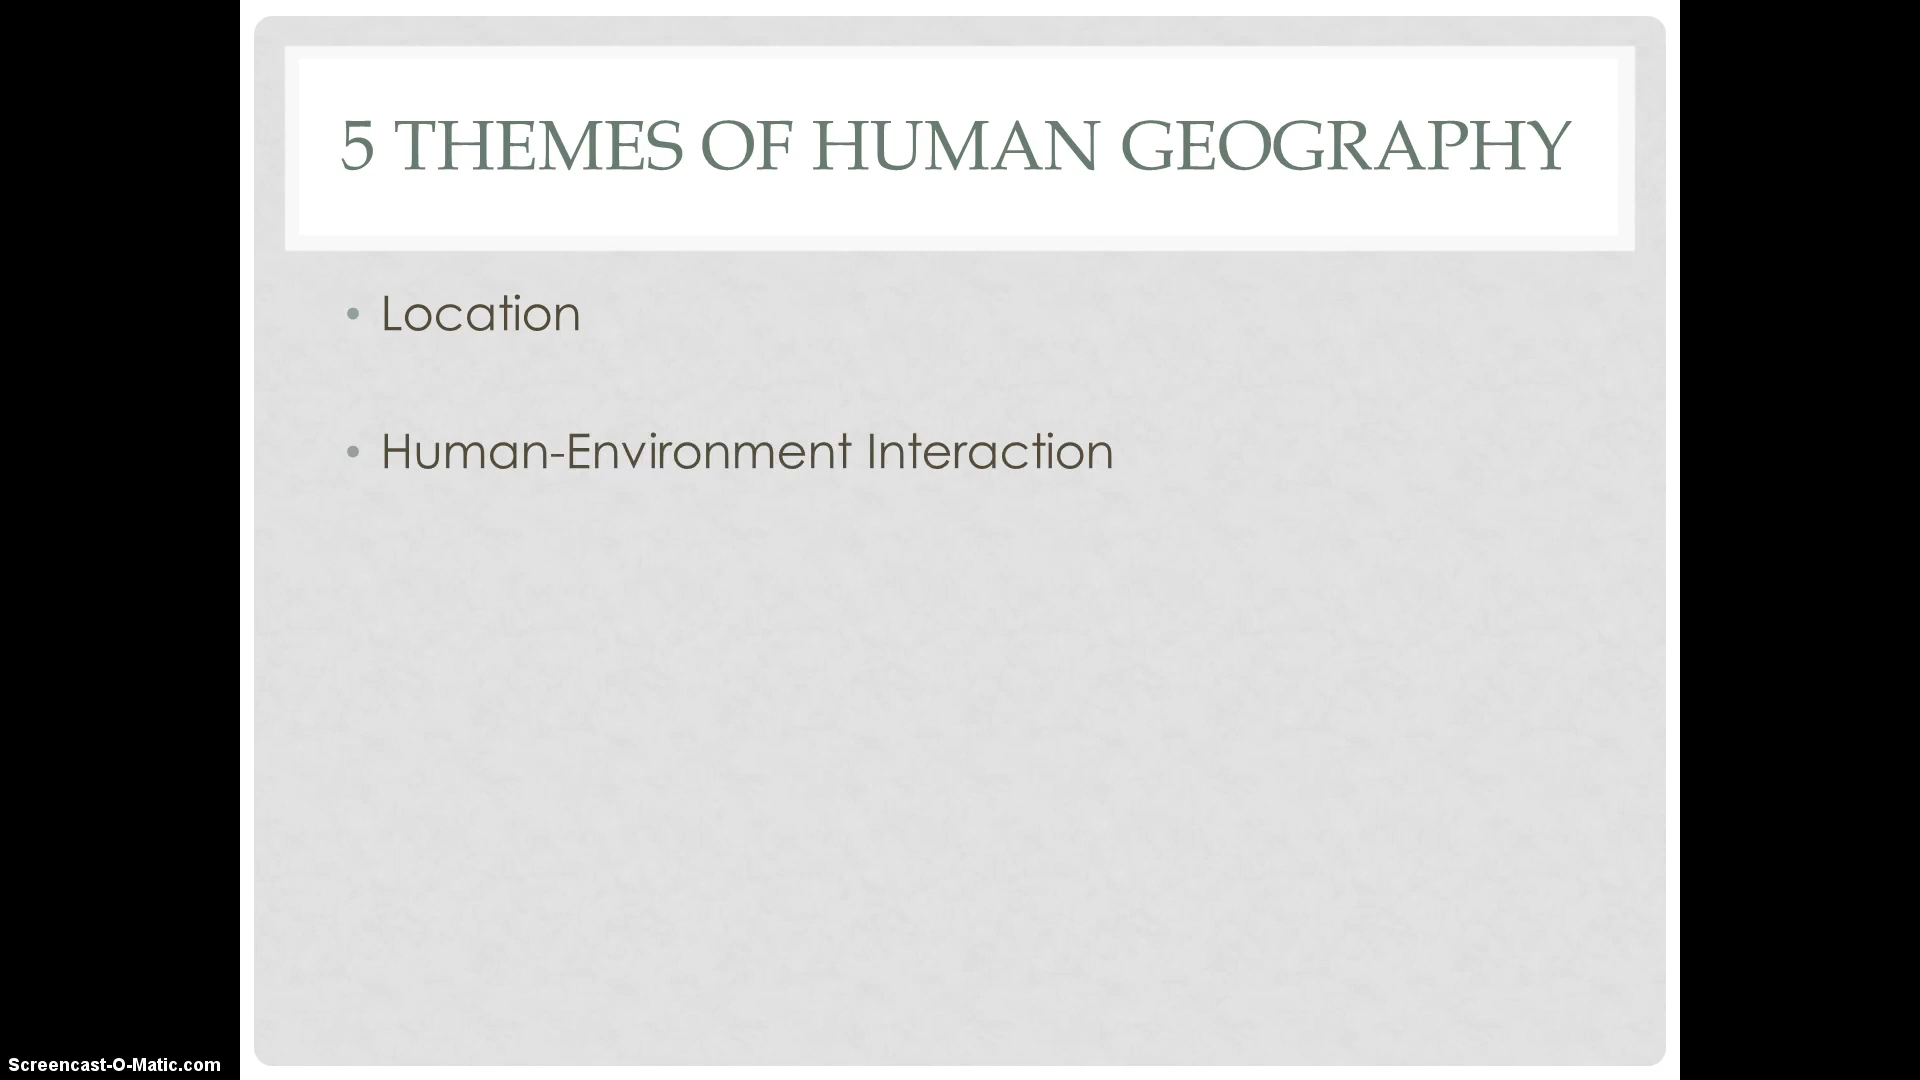 5 THEMES OF HUMAN GEOGRAPHY
• Location
• Human-Environment Interaction
Screencast-O-Matic.com